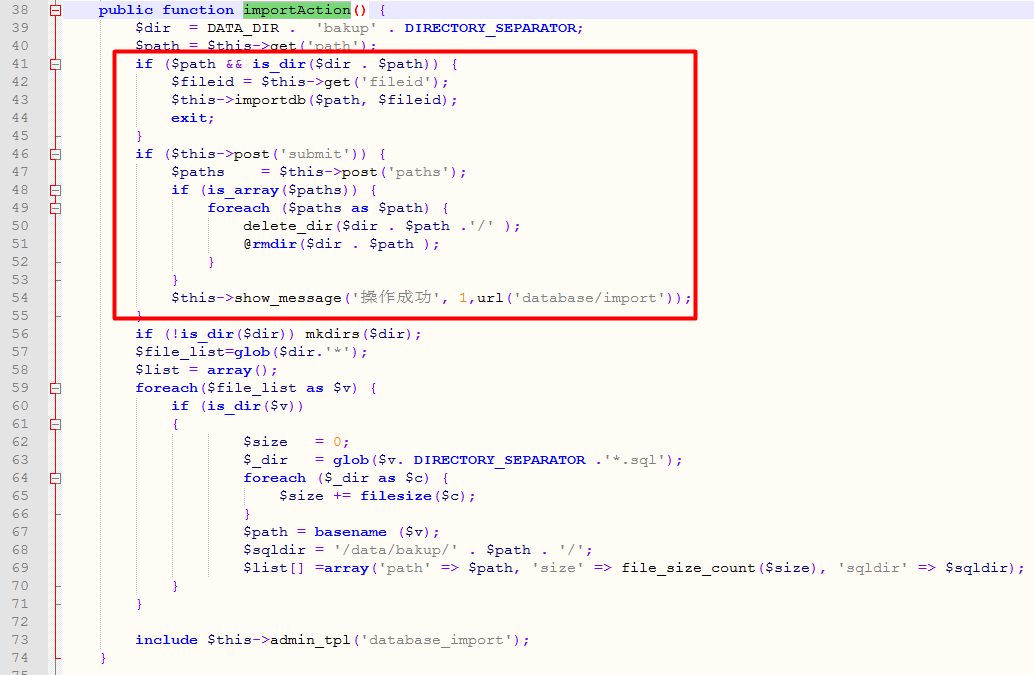 38 public function importAction() {
39 $dir = DATA_DIR . 'bakup' . DIRECTORY_SEPARATOR;
40 $path = $this->get('path');
41 if ($path && is_dir($dir . $path)) {
42 $fileid = $this->get('fileid');
43 $this->importdb($path, $fileid);
44 exit;
45 }
46 if ($this->post('submit')) {
47 $paths = $this->post('paths');
48 if (is_array($paths)) {
49 foreach ($paths as $path) {
50 delete_dir($dir . $path .'/' );
51 @rmdir($dir . $path );
52 }
53 }
54 $this->show_message('操作成功', 1,url('database/import'));
55 }
56 if (!is_dir($dir)) mkdirs($dir);
57 $file_list=glob($dir.'*');
58 $list = array();
59 foreach($file_list as $v) {
60 if (is_dir($v))
61 {
62 $size = 0;
63 $_dir = glob($v. DIRECTORY_SEPARATOR .'*.sql');
64 foreach ($_dir as $c) {
65 $size += filesize($c);
66 }
67 $path = basename ($v);
68 $sqldir = '/data/bakup/' . $path . '/';
69 $list[] =array('path' => $path, 'size' => file_size_count($size), 'sqldir' => $sqldir);
70 }
71 }
72
73 include $this->admin_tpl('database_import');
74 }
75